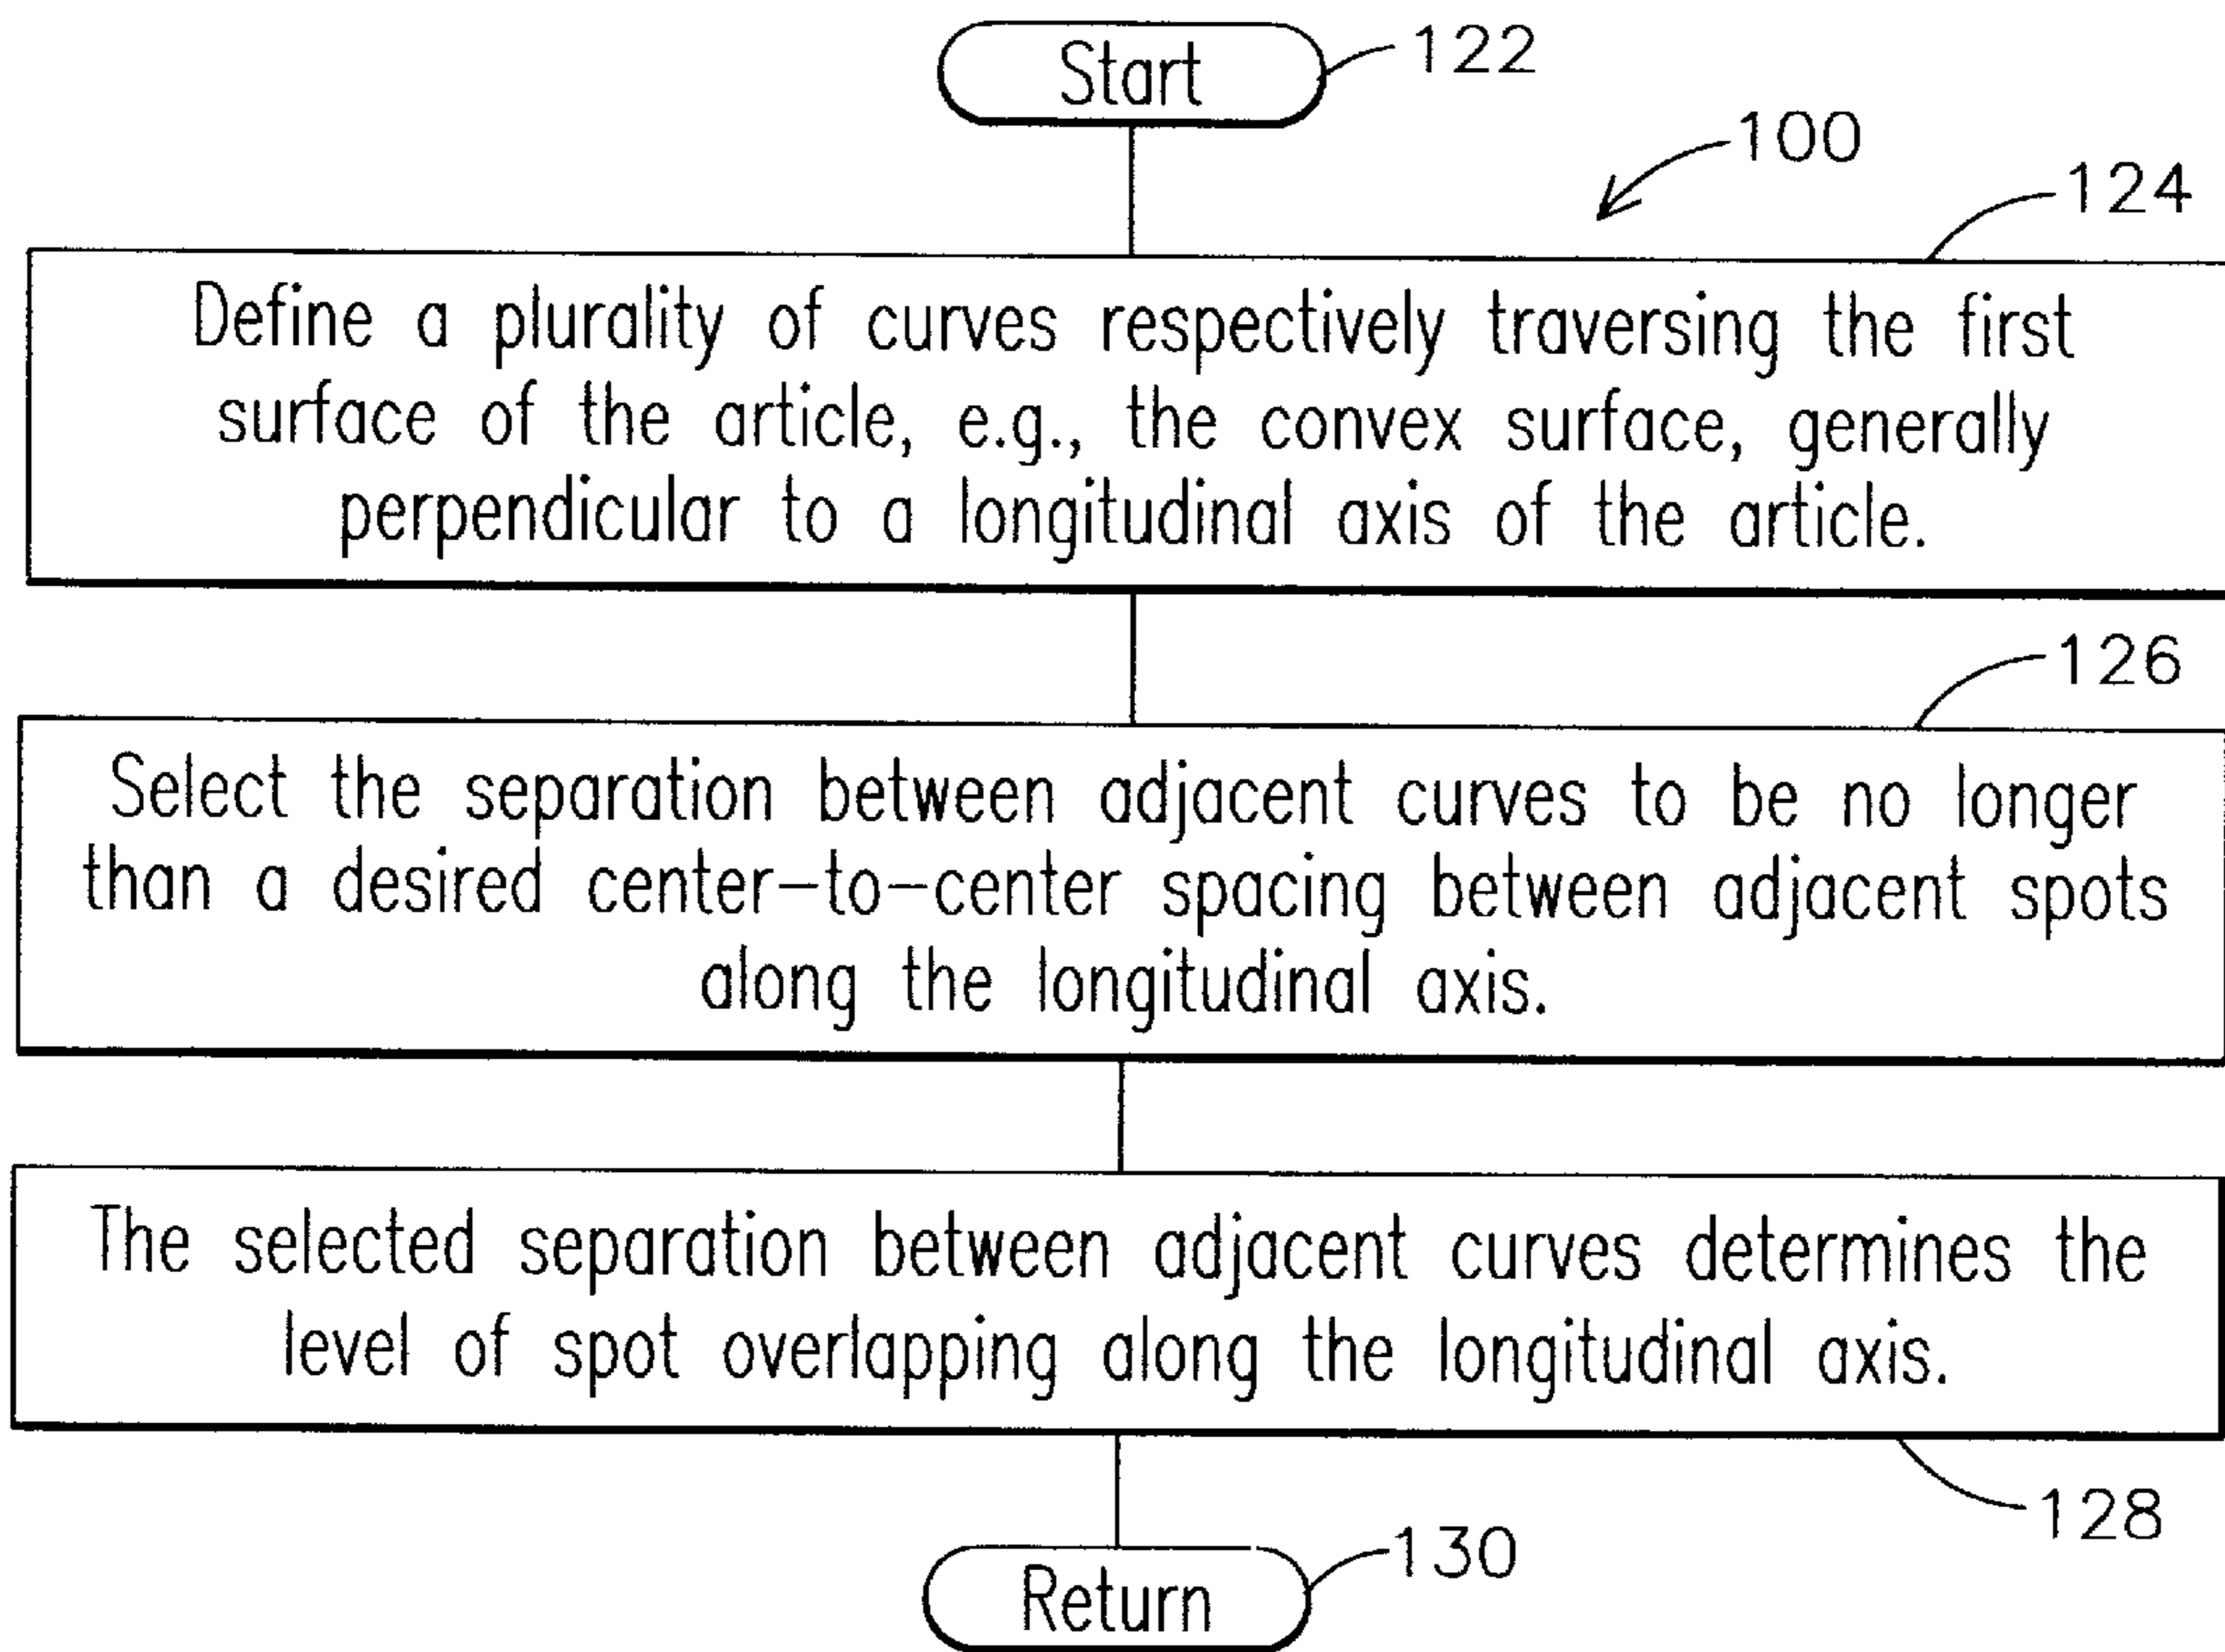 Start
122
100
124
Define a plurality of curves respectively traversing the first
surface of the article, e.g., the convex surface, generally
perpendicular to a longitudinal axis of the article.
126
Select the separation between adjacent curves to be no longer
than a desired center-to-center spacing between adjacent spots
along the longitudinal axis.
The selected separation between adjacent curves determines the
level of spot overlapping along the longitudinal axis.
128
Return
130